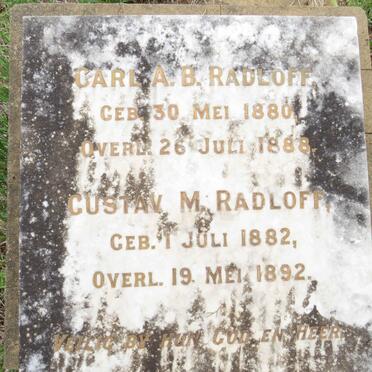 CARL A. B. RADLOFF,
GEB. 30 MEI 1880,
OVERL. 26 JULI 1888.
GUSTAV M. RADLOFF,
GEB. 1 JULI 1882,
OVERL. 19 MEI 1892.
VEILIG BY HUN GOD EN HEER.